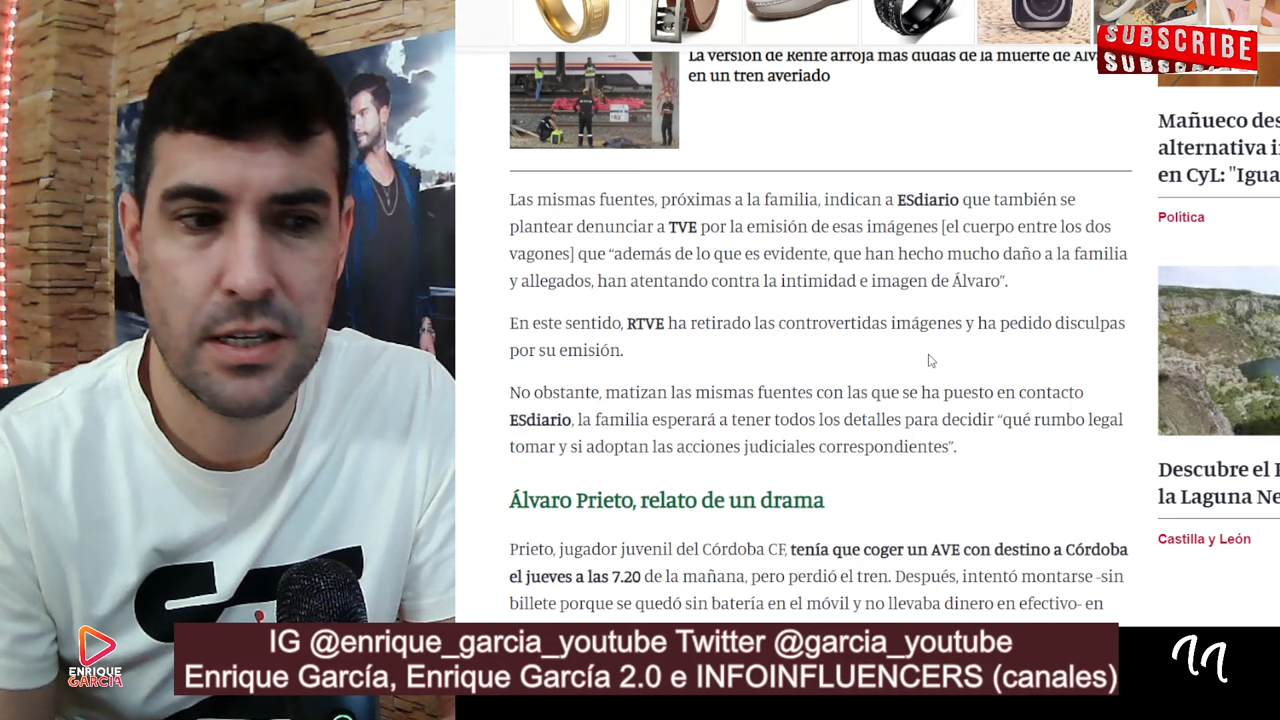 SUBSCRIBE
SUBSCRIBE
La versión de Renfe arroja más dudas de la muerte de
en un tren averiado
Las mismas fuentes, próximas a la familia, indican a ESdiario que también se
plantear denunciar a TVE por la emisión de esas imágenes [el cuerpo entre los dos
vagones] que “además de lo que es evidente, que han hecho mucho daño a la familia
y allegados, han atentando contra la intimidad e imagen de Álvaro”.
En este sentido, RTVE ha retirado las controvertidas imágenes y ha pedido disculpas
por su emisión.
No obstante, matizan las mismas fuentes con las que se ha puesto en contacto
ESdiario, la familia esperará a tener todos los detalles para decidir “qué rumbo legal
tomar y si adoptan las acciones judiciales correspondientes”.
Álvaro Prieto, relato de un drama
Prieto, jugador juvenil del Córdoba CF, tenía que coger un AVE con destino a Córdoba
el jueves a las 7.20 de la mañana, pero perdió el tren. Después, intentó montarse -sin
billete porque se quedó sin batería en el móvil y no llevaba dinero en efectivo- en
Mañueco des
alternativa i
en CyL: "Igua
Política
Descubre el
la Laguna Ne
Castilla y León
ENRIQUE
GARCÍA
IG @enrique_garcia_youtube Twitter @garcia_youtube
Enrique García, Enrique García 2.0 e INFOINFLUENCERS (canales)